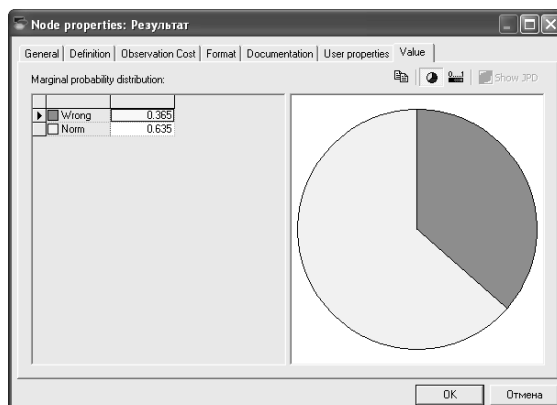 Node properties: Результат
General Definition Observation Cost Format Documentation User properties Value
Marginal probability distribution:
Show JPD
Wrong 0.365
Norm 0.635
OK Отмена